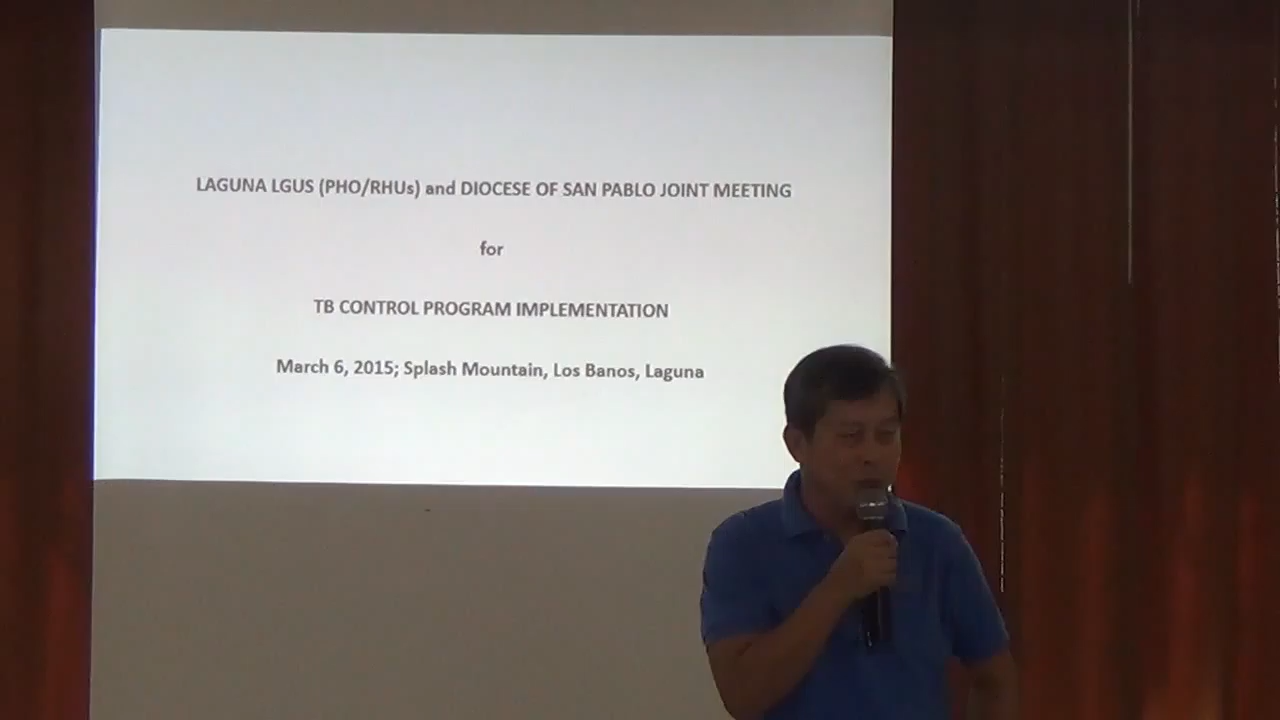 LAGUNA LGUS (PHO/RHUs) and DIOCESE OF SAN PABLO JOINT MEETING
for
TB CONTROL PROGRAM IMPLEMENTATION
March 6, 2015; Splash Mountain, Los Banos, Laguna